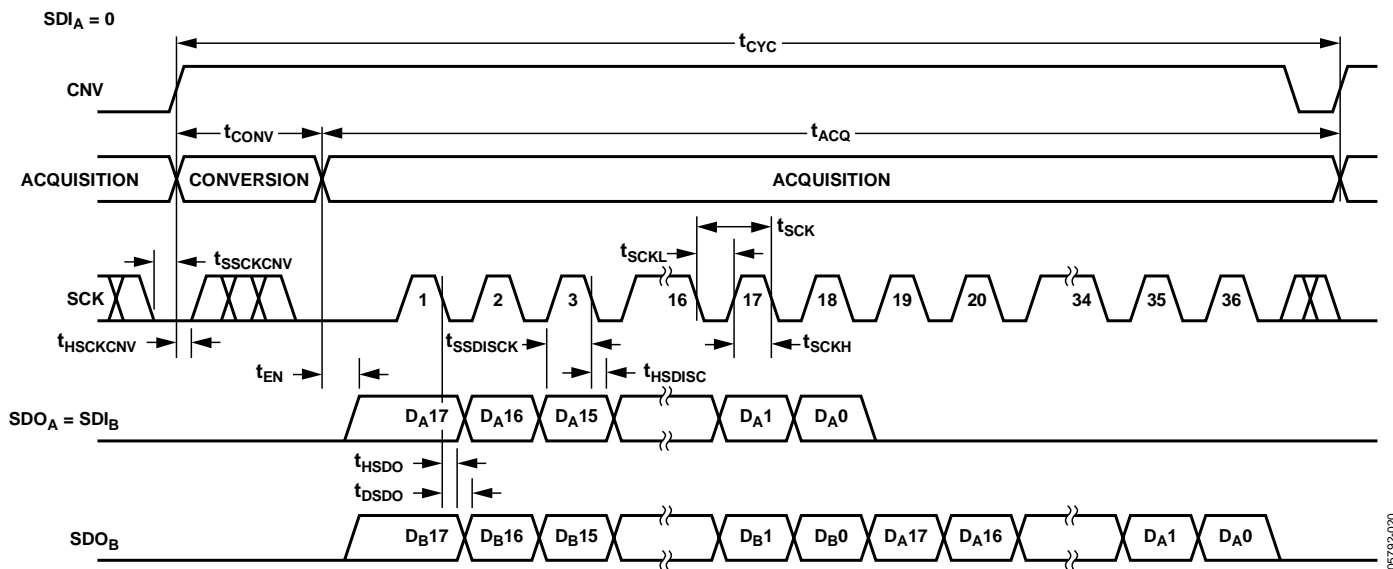 SDIA = 0
tCYC
CNV
tCONV
tACQ
ACQUISITION CONVERSION ACQUISITION
tSCK
tSCKL
tSSCKCNV
SCK 1 2 3 16 17 18 19 20 34 35 36
tHSCKCNV
tSSDISCK
tSCKH
tEN
tHSDISC
SDOA = SDIB DA17 DA16 DA15 DA1 DA0
tHSDO
tDSDO
SDOB DB17 DB16 DB15 DB1 DB0 DA17 DA16 DA1 DA0
05792-020